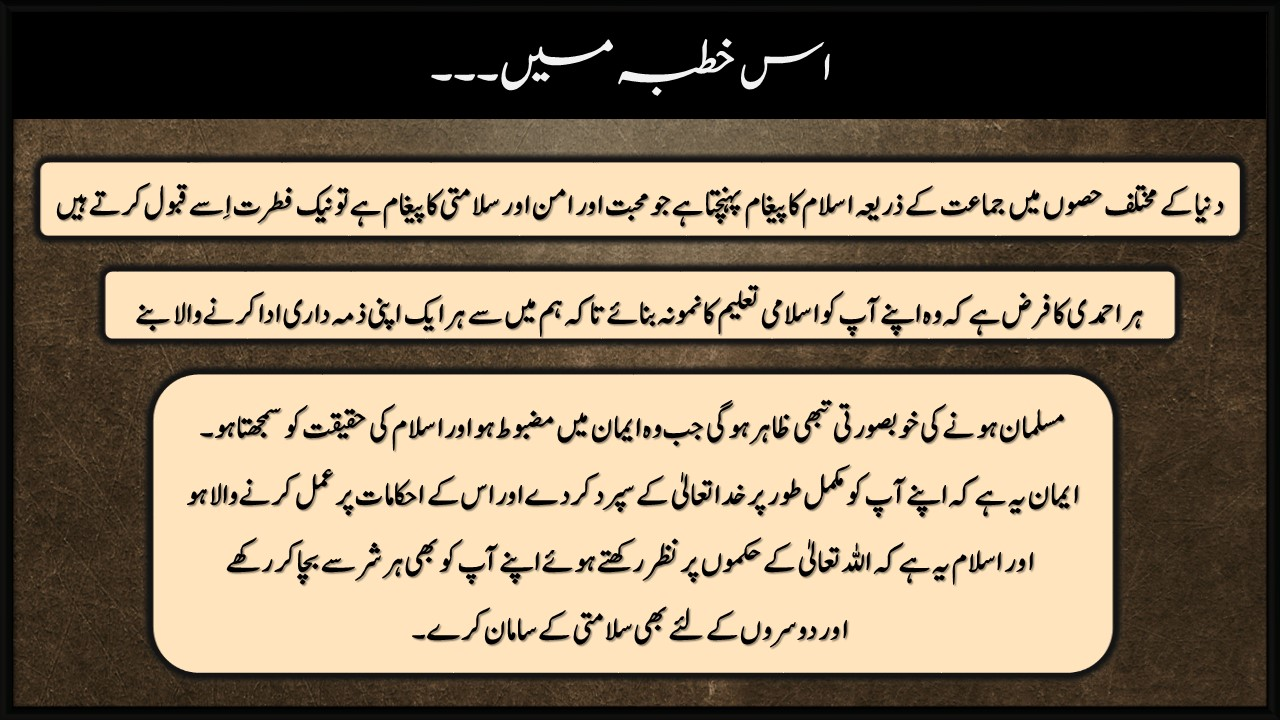 اس خطبہ میں۔۔۔
دنیا کے مختلف حصوں میں جماعت کے ذریعہ اسلام کا پیغام پہنچتا ہے جو محبت اور امن اور سلامتی کا پیغام ہے تو نیک فطرت اِسے قبول کرتے ہیں
ہر احمدی کا فرض ہے کہ وہ اپنے آپ کو اسلامی تعلیم کا نمونہ بنائے تاکہ ہم میں سے ہر ایک اپنی ذمہ داری ادا کرنے والا بنے
مسلمان ہونے کی خوبصورتی تبھی ظاہر ہوگی جب وہ ایمان میں مضبوط ہو اور اسلام کی حقیقت کو سمجھتا ہو۔
ایمان یہ ہے کہ اپنے آپ کو مکمل طور پر خدا تعالیٰ کے سپرد کر دے اور اس کے احکامات پر عمل کرنے والا ہو
اور اسلام یہ ہے کہ اللہ تعالیٰ کے حکموں پر نظر رکھتے ہوئے اپنے آپ کو بھی ہر شر سے بچا کر رکھے
اور دوسروں کے لئے بھی سلامتی کے سامان کرے۔